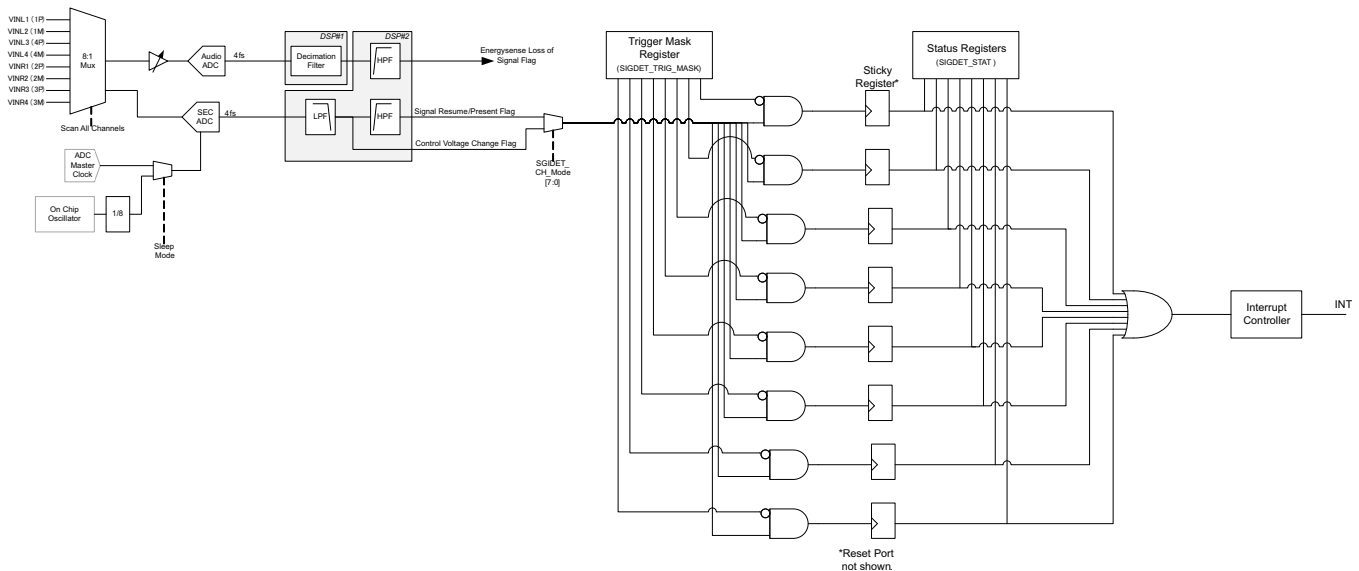 VINL1 (1P)
VINL2 (1M)
VINL3 (4P)
VINL4 (4M)
VINR1 (2P)
VINR2 (2M)
VINR3 (3P)
VINR4 (3M)
8:1
Mux
Scan All Channels
Audio
ADC
4fs
SEC
ADC
4fs
ADC
Master
Clock
On Chip
Oscillator
1/8
Sleep
Mode
DSP#1
Decimation
Filter
DSP#2
HPF
LPF
HPF
Energysense Loss of
Signal Flag
Signal Resume/Present Flag
Control Voltage Change Flag
SGIDET_
CH_Mode
[7:0]
Trigger Mask
Register
(SIGDET_TRIG_MASK)
Sticky
Register*
Status Registers
(SIGDET_STAT )
*Reset Port
not shown.
Interrupt
Controller
INT